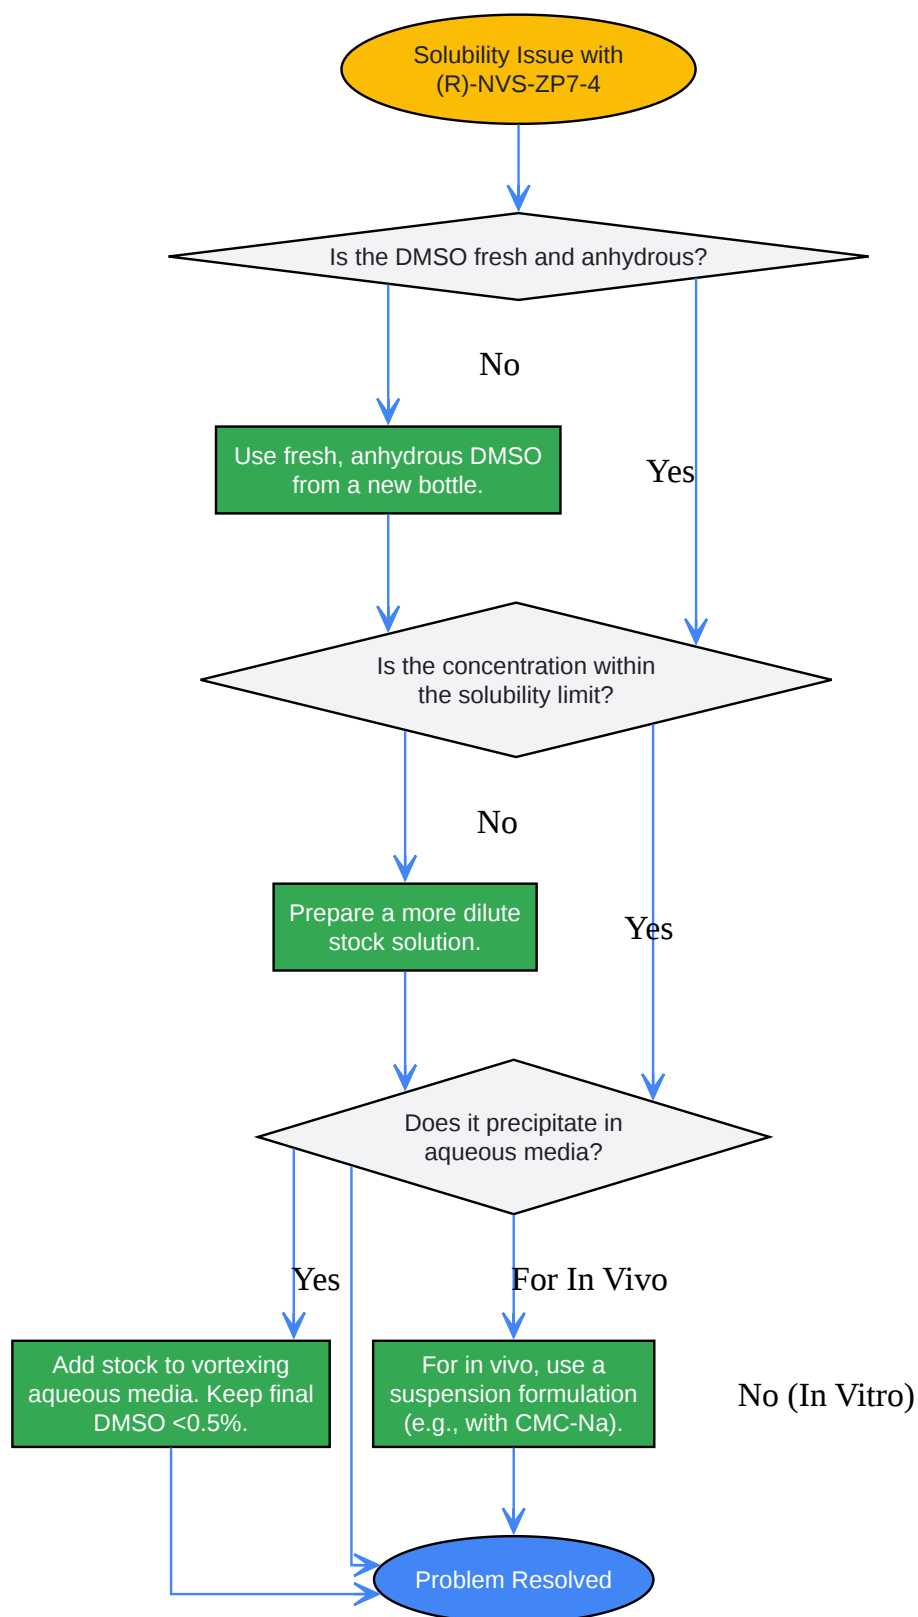 Solubility Issue with
(R)-NVS-ZP7-4
Is the DMSO fresh and anhydrous?
No
Use fresh, anhydrous DMSO
from a new bottle.
Yes
Is the concentration within
the solubility limit?
No
Prepare a more dilute
stock solution.
Yes
Does it precipitate in
aqueous media?
Yes
For In Vivo
Add stock to vortexing
aqueous media. Keep final
DMSO <0.5%.
For in vivo, use a
suspension formulation
(e.g., with CMC-Na).
No (In Vitro)
Problem Resolved